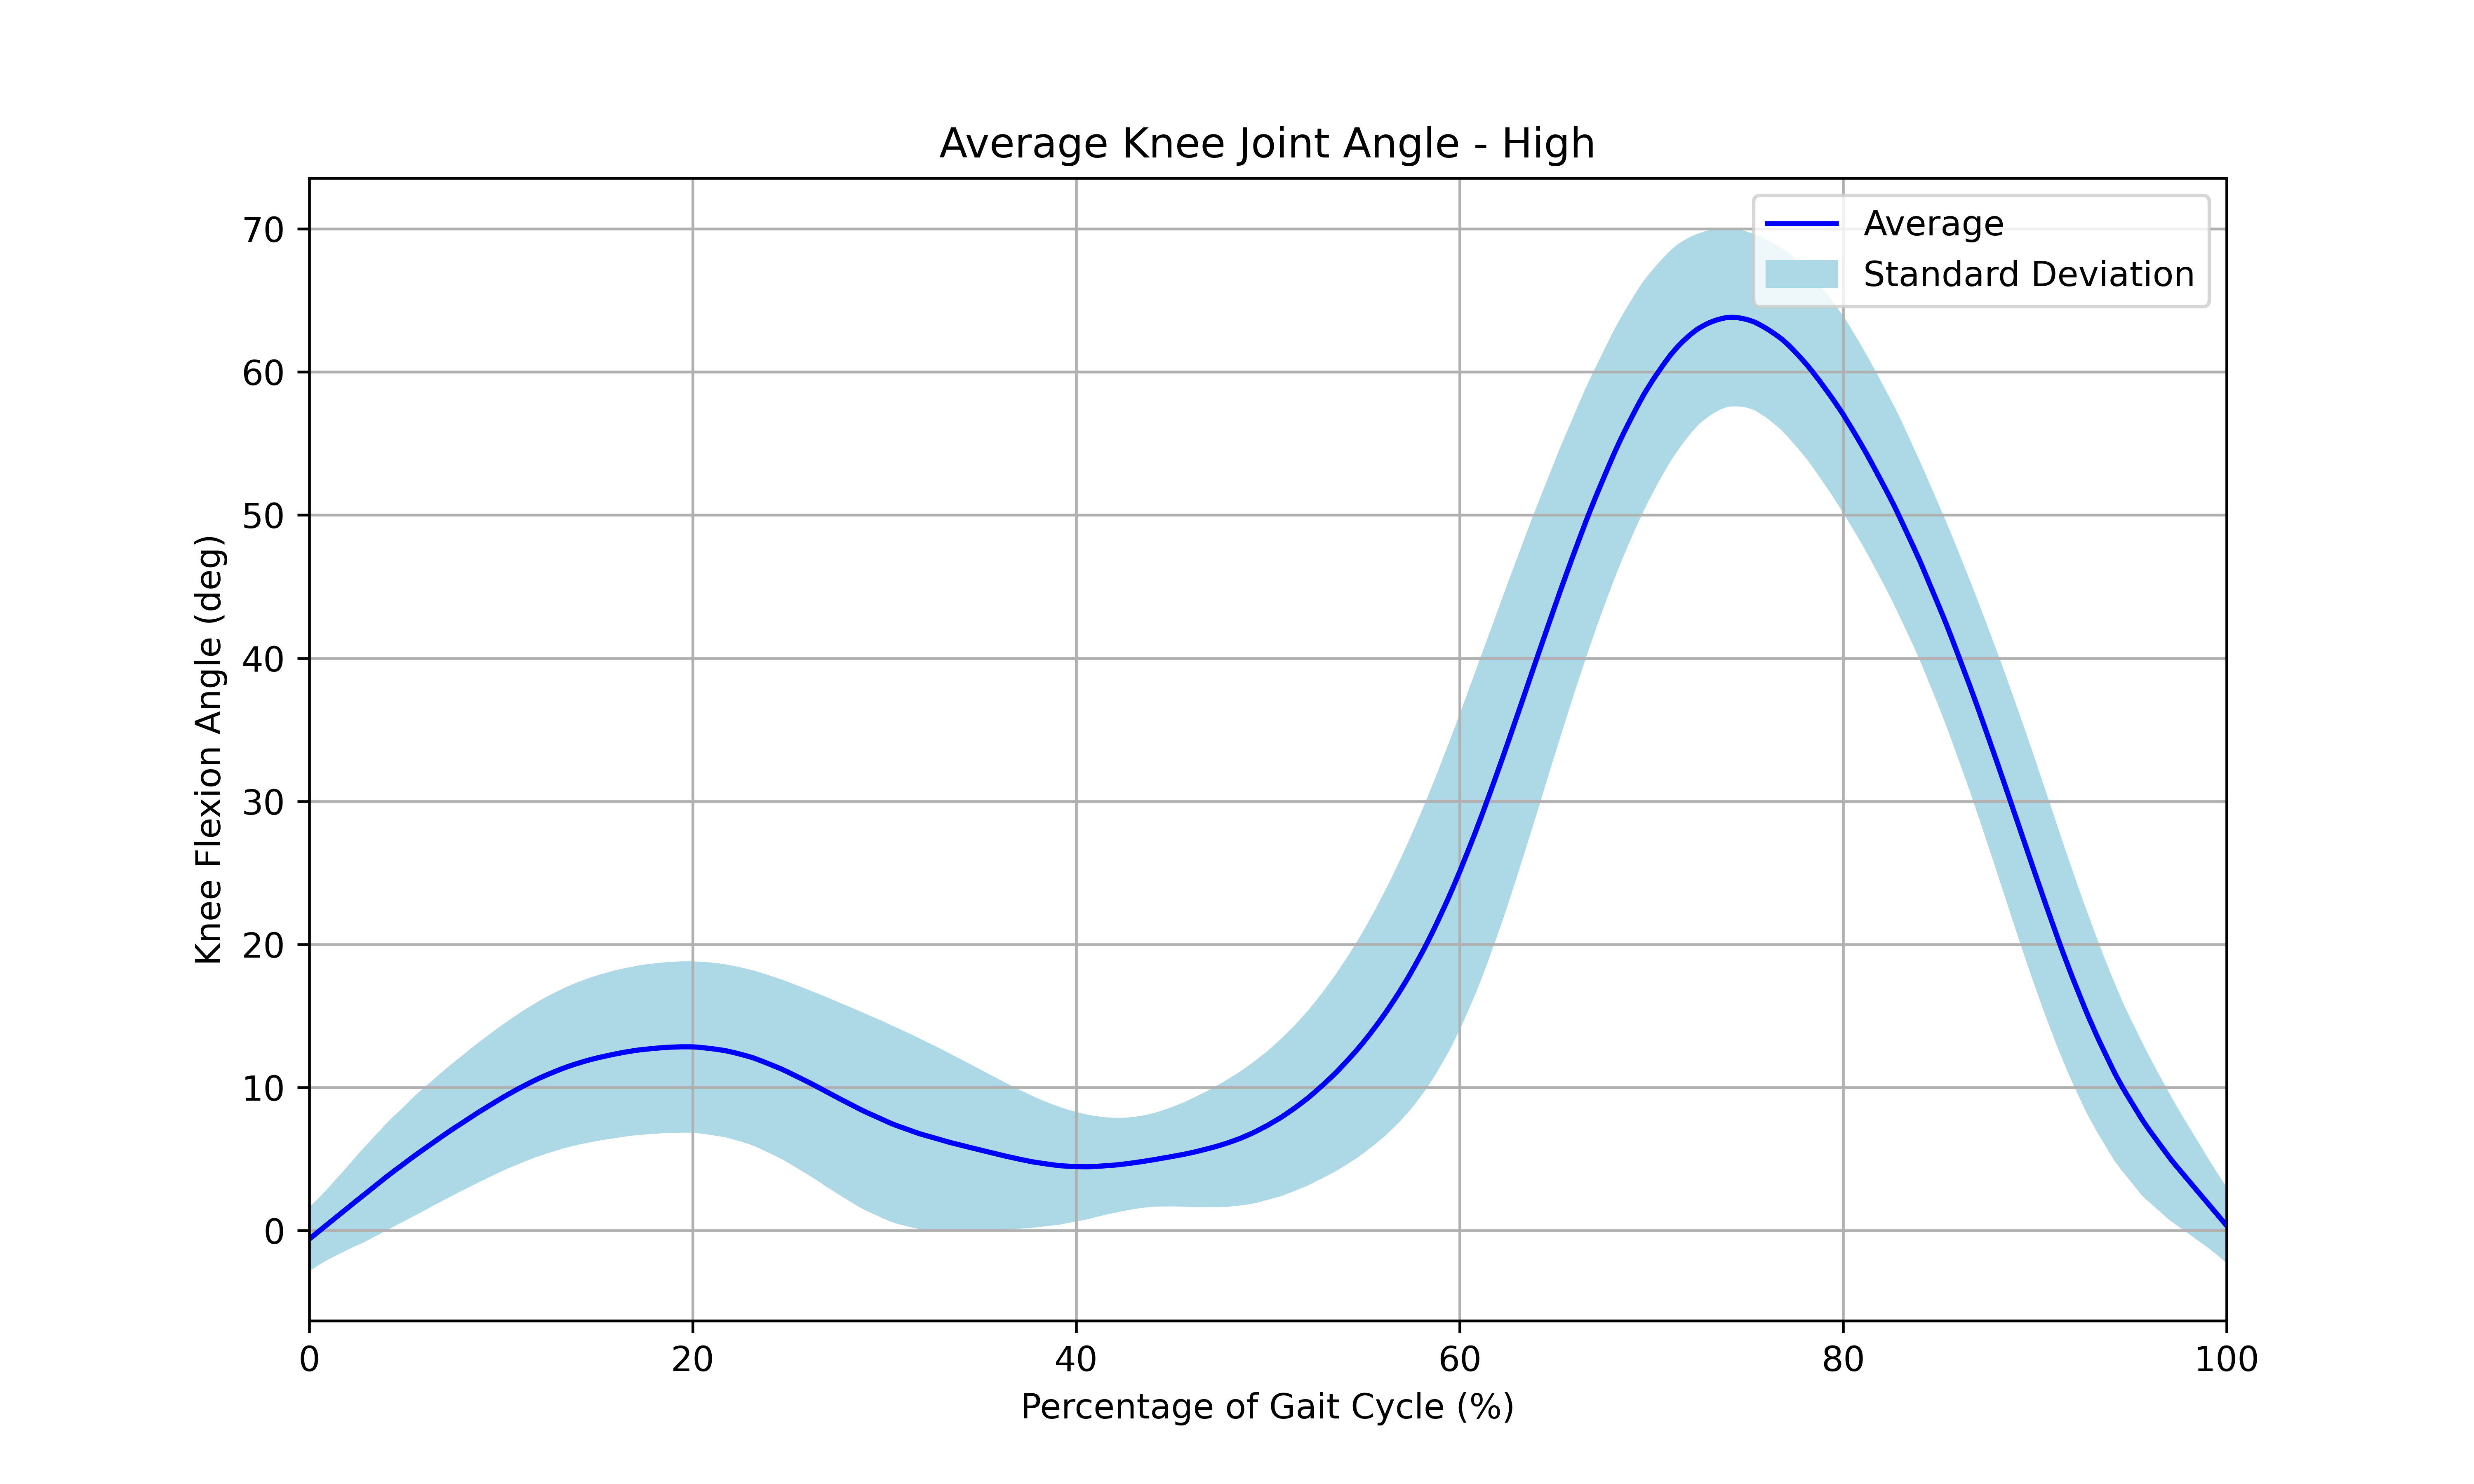 Average Knee Joint Angle - High
Average
Standard Deviation
Knee Flexion Angle (deg)
70
60
50
40
30
20
10
0
0 20 40 60 80 100
Percentage of Gait Cycle (%)